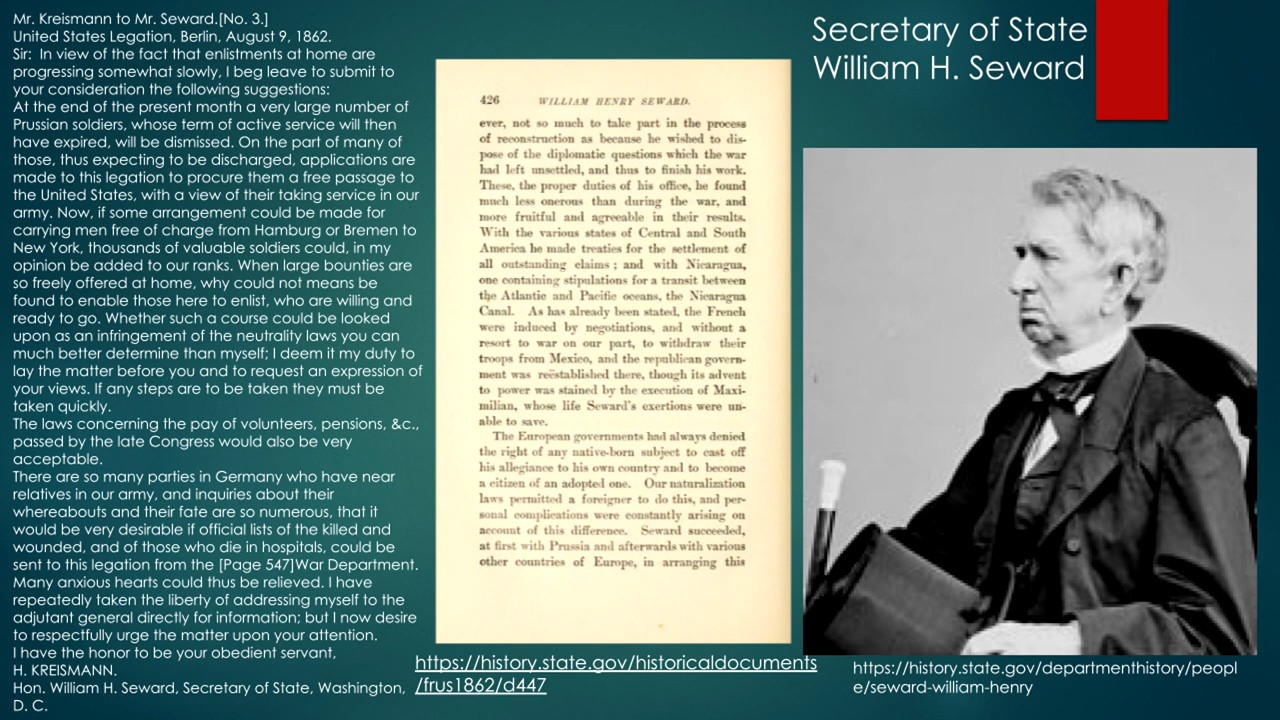 Mr. Kreismann to Mr. Seward.[No. 3.]
United States Legation, Berlin, August 9, 1862.
Sir:  In view of the fact that enlistments at home are
progressing somewhat slowly, I beg leave to submit to
your consideration the following suggestions:
At the end of the present month a very large number of
Prussian soldiers, whose term of active service will then
have expired, will be dismissed. On the part of many of
those, thus expecting to be discharged, applications are
made to this legation to procure them a free passage to
the United States, with a view of their taking service in our
army. Now, if some arrangement could be made for
carrying men free of charge from Hamburg or Bremen to
New York, thousands of valuable soldiers could, in my
opinion be added to our ranks. When large bounties are
so freely offered at home, why could not means be
found to enable those here to enlist, who are willing and
ready to go. Whether such a course could be looked
upon as an infringement of the neutrality laws you can
much better determine than myself; I deem it my duty to
lay the matter before you and to request an expression of
your views. If any steps are to be taken they must be
taken quickly.
The laws concerning the pay of volunteers, pensions, &c.,
passed by the late Congress would also be very
acceptable.
There are so many parties in Germany who have near
relatives in our army, and inquiries about their
whereabouts and their fate are so numerous, that it
would be very desirable if official lists of the killed and
wounded, and of those who die in hospitals, could be
sent to this legation from the [Page 547]War Department.
Many anxious hearts could thus be relieved. I have
repeatedly taken the liberty of addressing myself to the
adjutant general directly for information; but I now desire
to respectfully urge the matter upon your attention.
I have the honor to be your obedient servant,
H. KREISMANN.
Hon. William H. Seward, Secretary of State, Washington,
D. C.
426 WILLIAM HENRY SEWARD.
ever, not so much to take part in the process
of reconstruction as because he wished to dis-
pose of the diplomatic questions which the war
had left unsettled, and thus to finish his work.
These, the proper duties of his office, he found
much less onerous than during the war, and
more fruitful and agreeable in their results.
With the various states of Central and South
America he made treaties for the settlement of
all outstanding claims; and with Nicaragua,
one containing stipulations for a transit between
the Atlantic and Pacific oceans, the Nicaragua
Canal. As has already been stated, the French
were induced by negotiations, and without a
resort to war on our part, to withdraw their
troops from Mexico, and the republican govern-
ment was reëstablished there, though its advent
to power was stained by the execution of Maxi-
milian, whose life Seward's exertions were un-
able to save.
The European governments had always denied
the right of any native-born subject to cast off
his allegiance to his own country and to become
a citizen of an adopted one. Our naturalization
laws permitted a foreigner to do this, and per-
sonal complications were constantly arising on
account of this difference. Seward succeeded,
at first with Prussia and afterwards with various
other countries of Europe, in arranging this
https://history.state.gov/historicaldocuments
/frus1862/d447
Secretary of State
William H. Seward
https://history.state.gov/departmenthistory/peopl
e/seward-william-henry